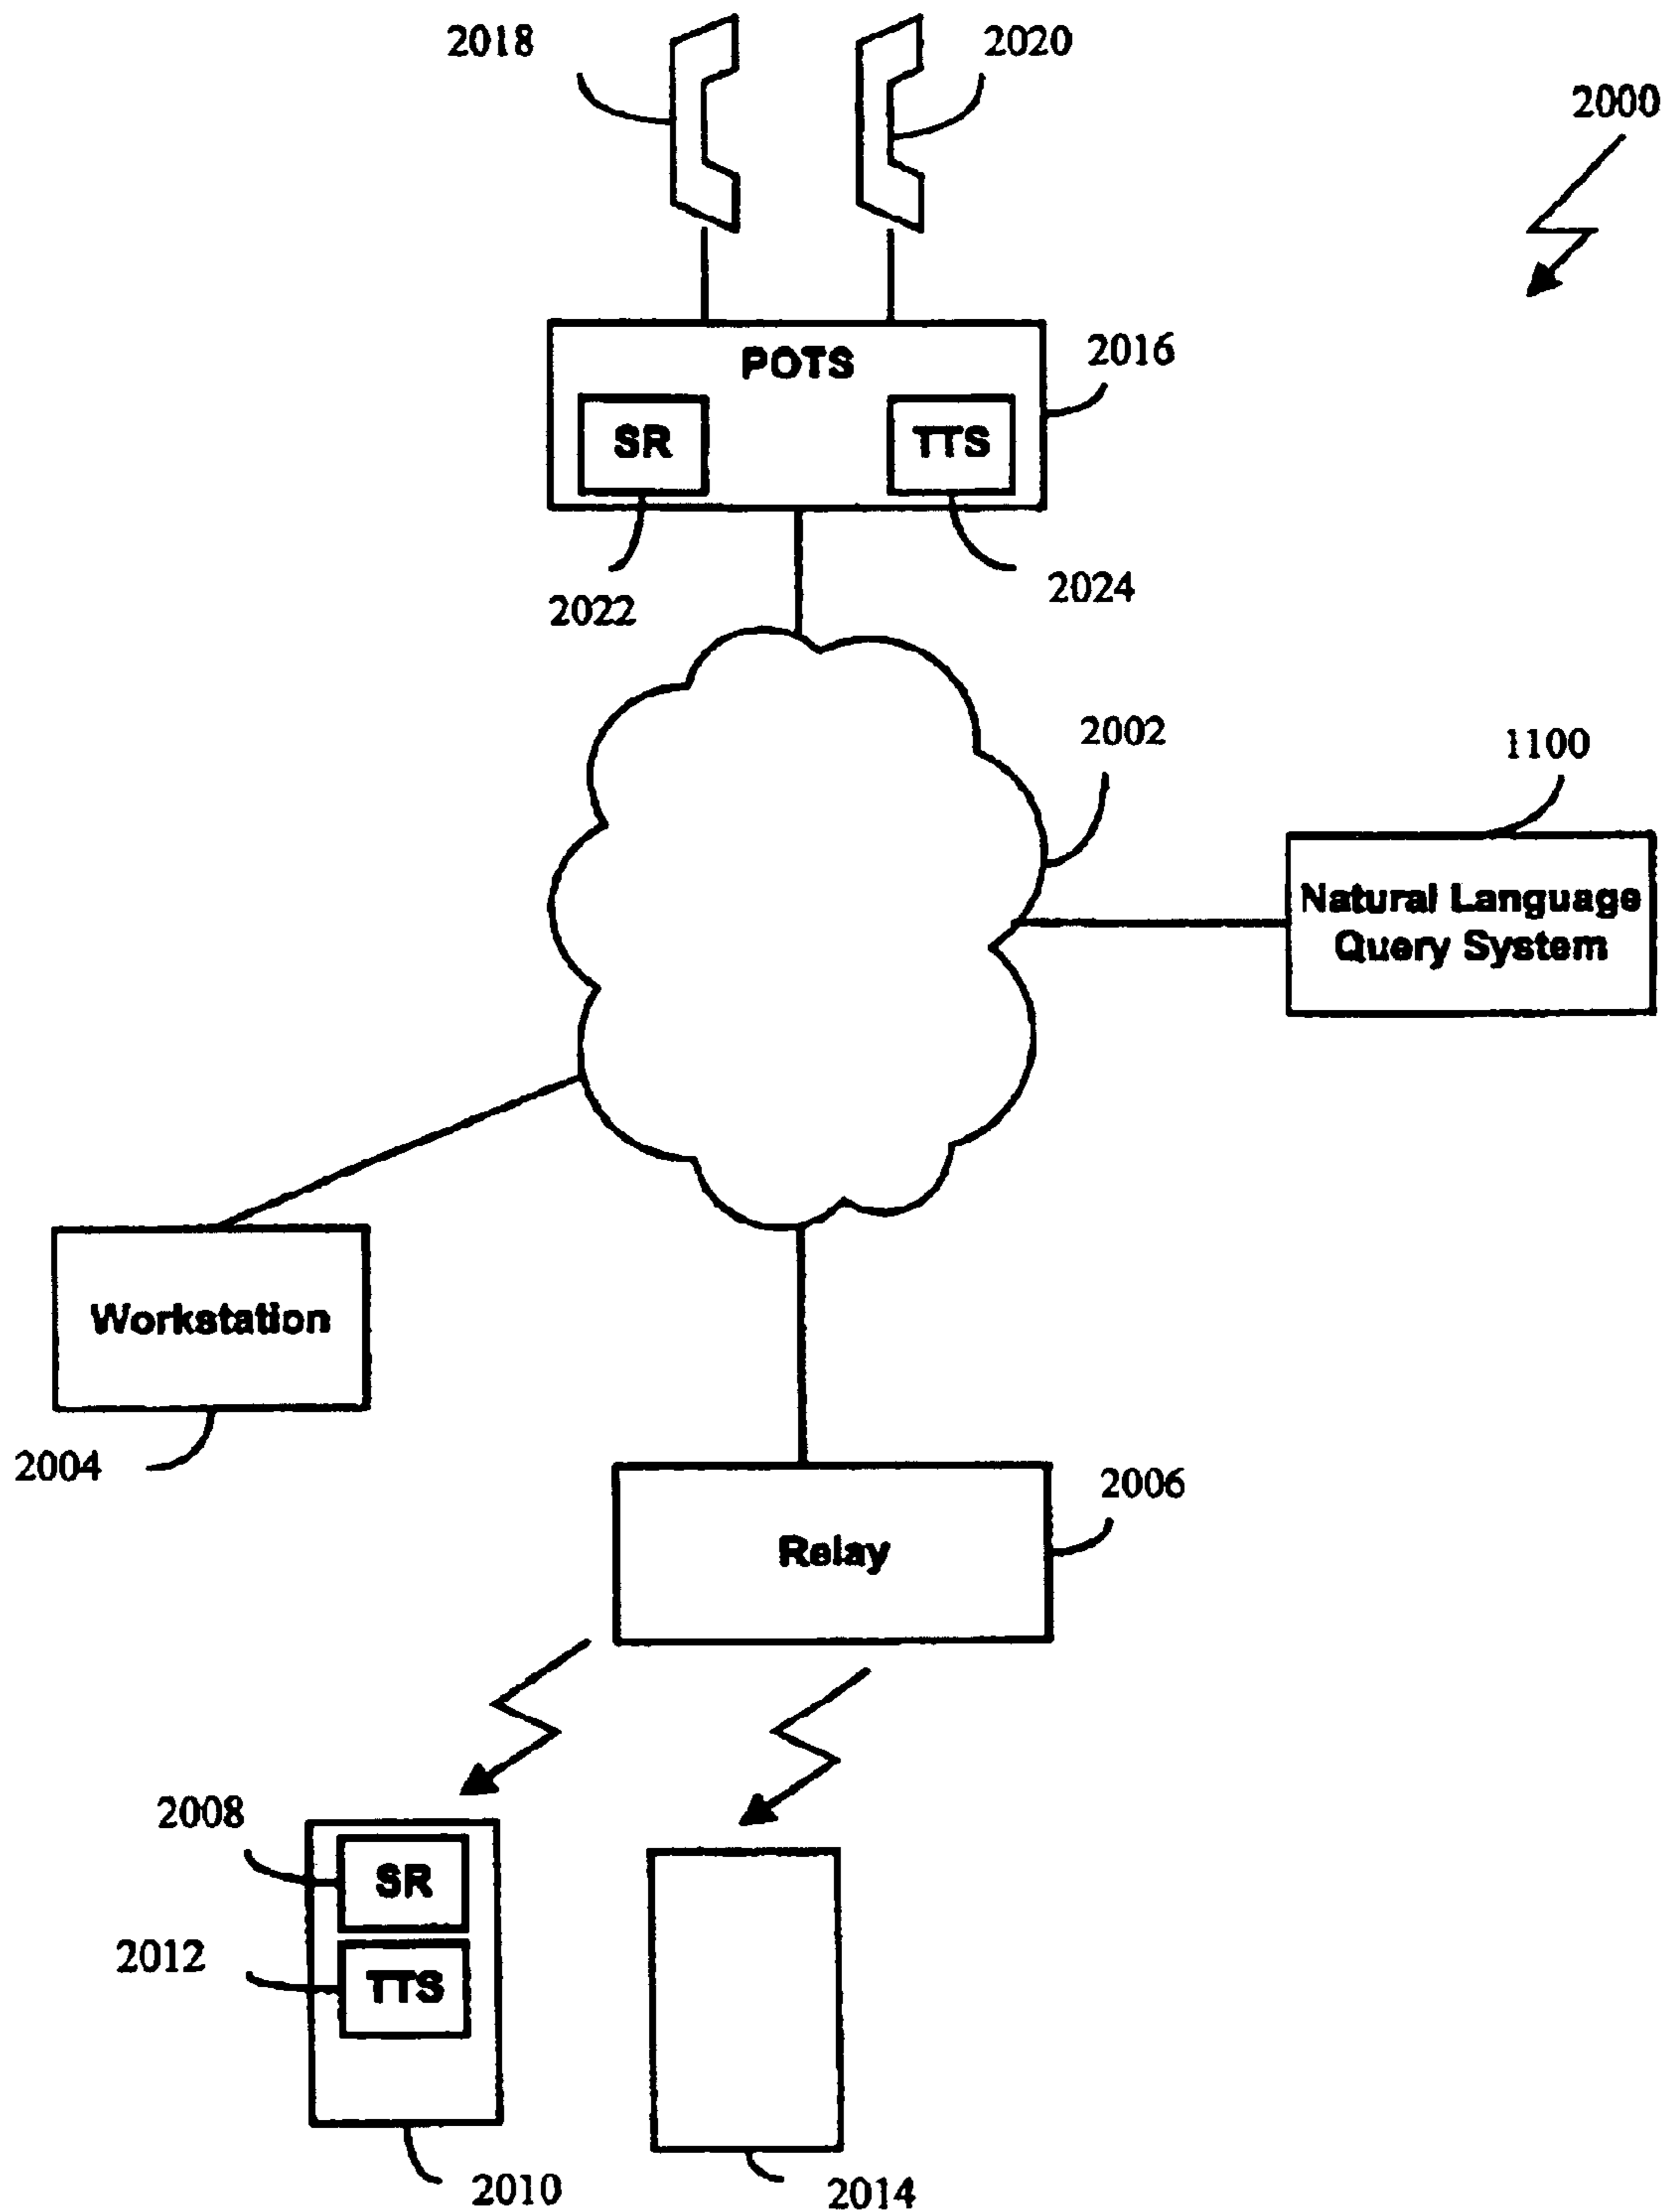 2018
2020
2000
POTS
2016
SR
TTS
2022
2024
2002
1100
Natural Language
Query System
Workstation
2004
2006
Relay
2008
SR
2012
TTS
2010
2014